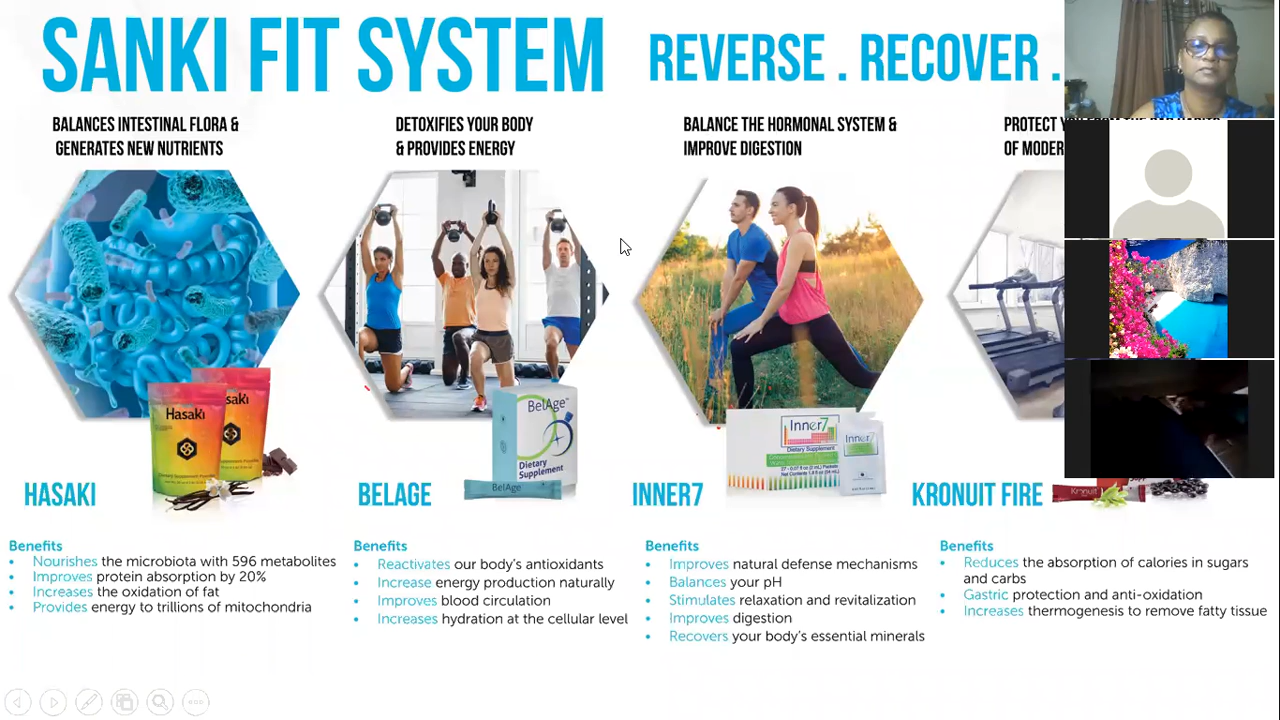 SANKI FIT SYSTEM
REVERSE . RECOVER .
BALANCES INTESTINAL FLORA &
GENERATES NEW NUTRIENTS
DETOXIFIES YOUR BODY
& PROVIDES ENERGY
BALANCE THE HORMONAL SYSTEM &
IMPROVE DIGESTION
PROTECT
OF MODER
Hasaki
saki
BelAge
Dietary
Supplement
BelAge
Inner7
Dietary Supplement
Inner7
Kronuit
HASAKI
BELAGE
INNER7
KRONUIT FIRE
Benefits
• Nourishes the microbiota with 596 metabolites
• Improves protein absorption by 20%
• Increases the oxidation of fat
• Provides energy to trillions of mitochondria
Benefits
• Reactivates our body's antioxidants
• Increase energy production naturally
• Improves blood circulation
• Increases hydration at the cellular level
Benefits
• Improves natural defense mechanisms
• Balances your pH
• Stimulates relaxation and revitalization
• Improves digestion
• Recovers your body's essential minerals
Benefits
• Reduces the absorption of calories in sugars
and carbs
• Gastric protection and anti-oxidation
• Increases thermogenesis to remove fatty tissue